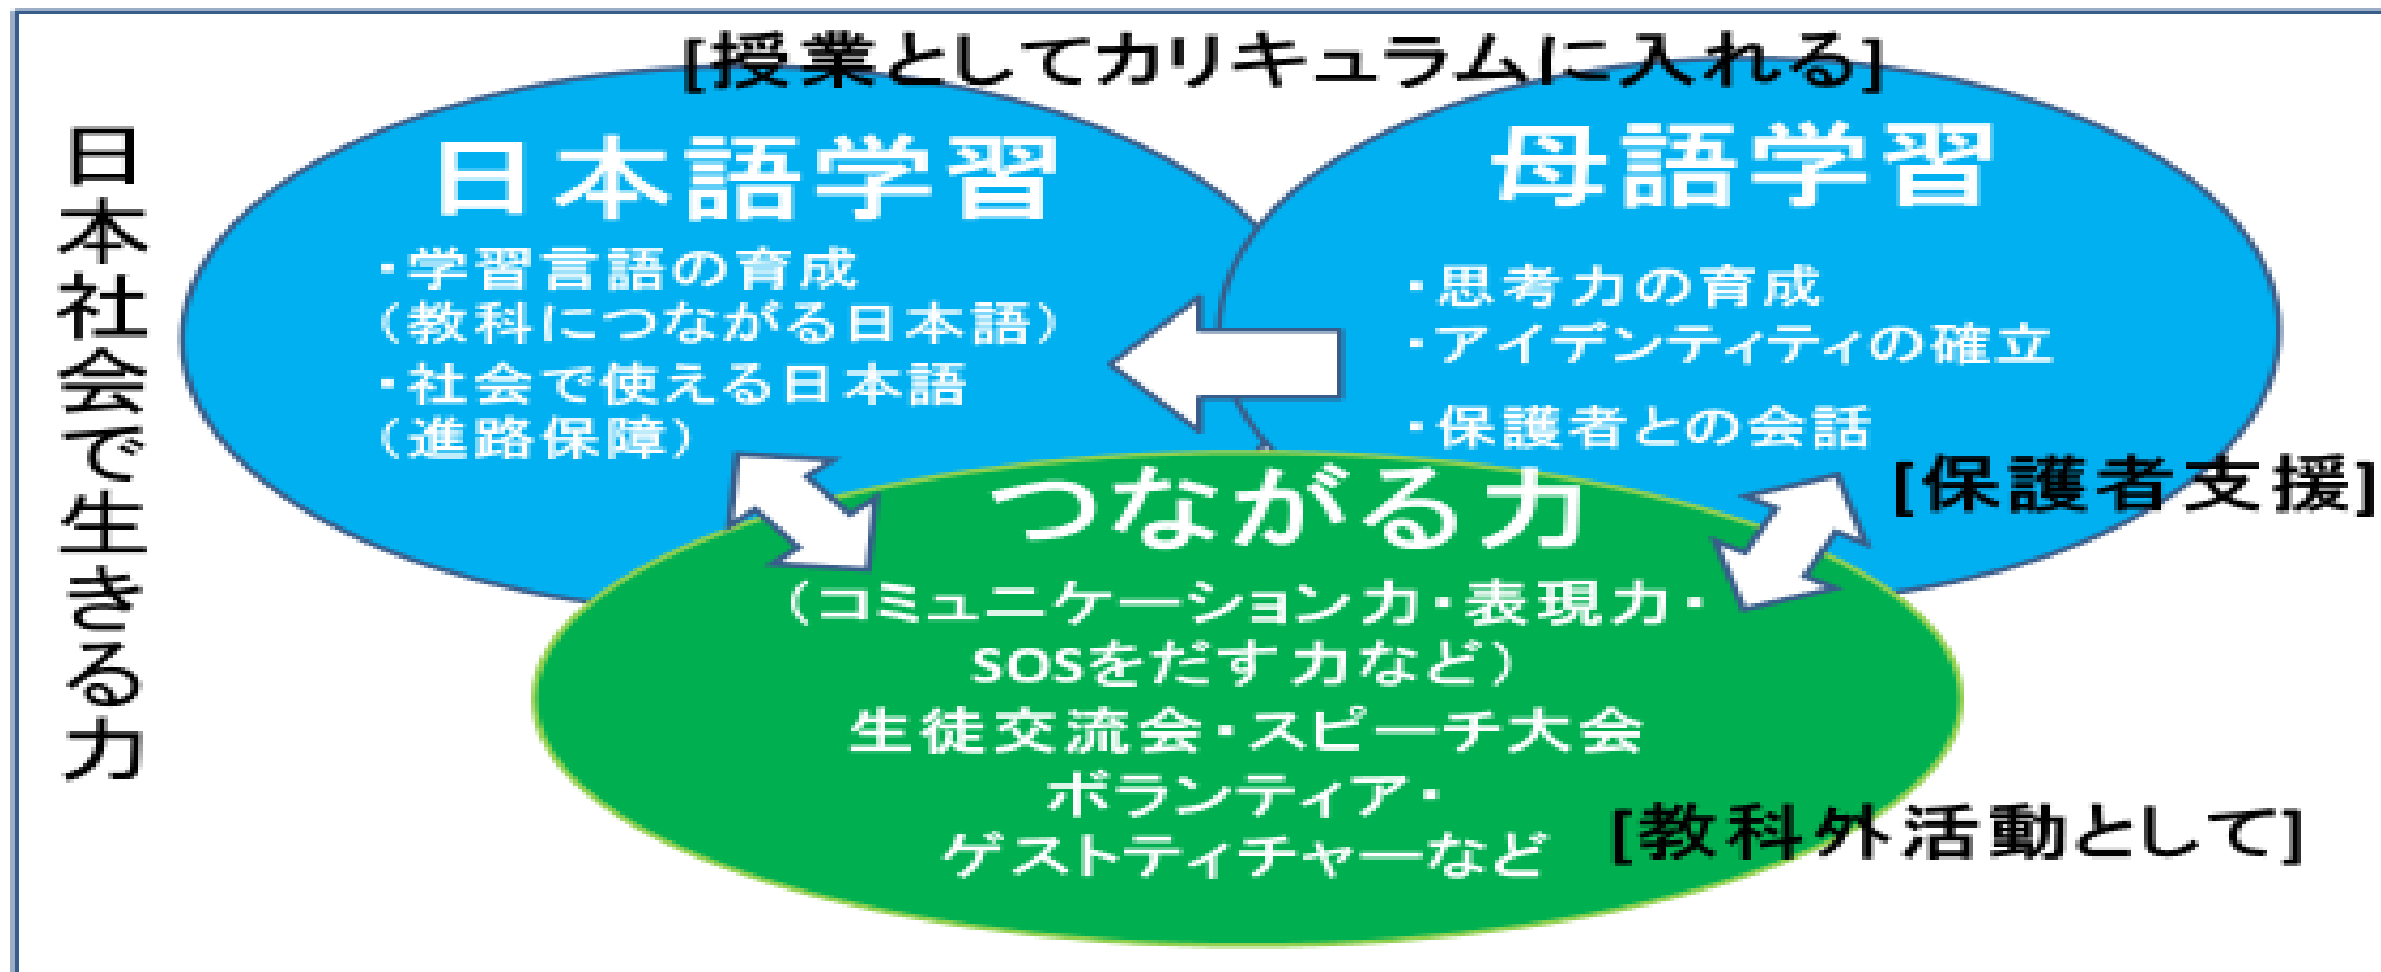 [授業としてカリキュラムに入れる]
日本社会で生きる力
日本語学習
・学習言語の育成
（教科につながる日本語）
・社会で使える日本語
（進路保障）
母語学習
・思考力の育成
・アイデンティティの確立
・保護者との会話
[保護者支援]
つながる力
（コミュニケーション力・表現力・
SOSをだす力など）
生徒交流会・スピーチ大会
ボランティア・
ゲストティチャーなど
[教科外活動として]